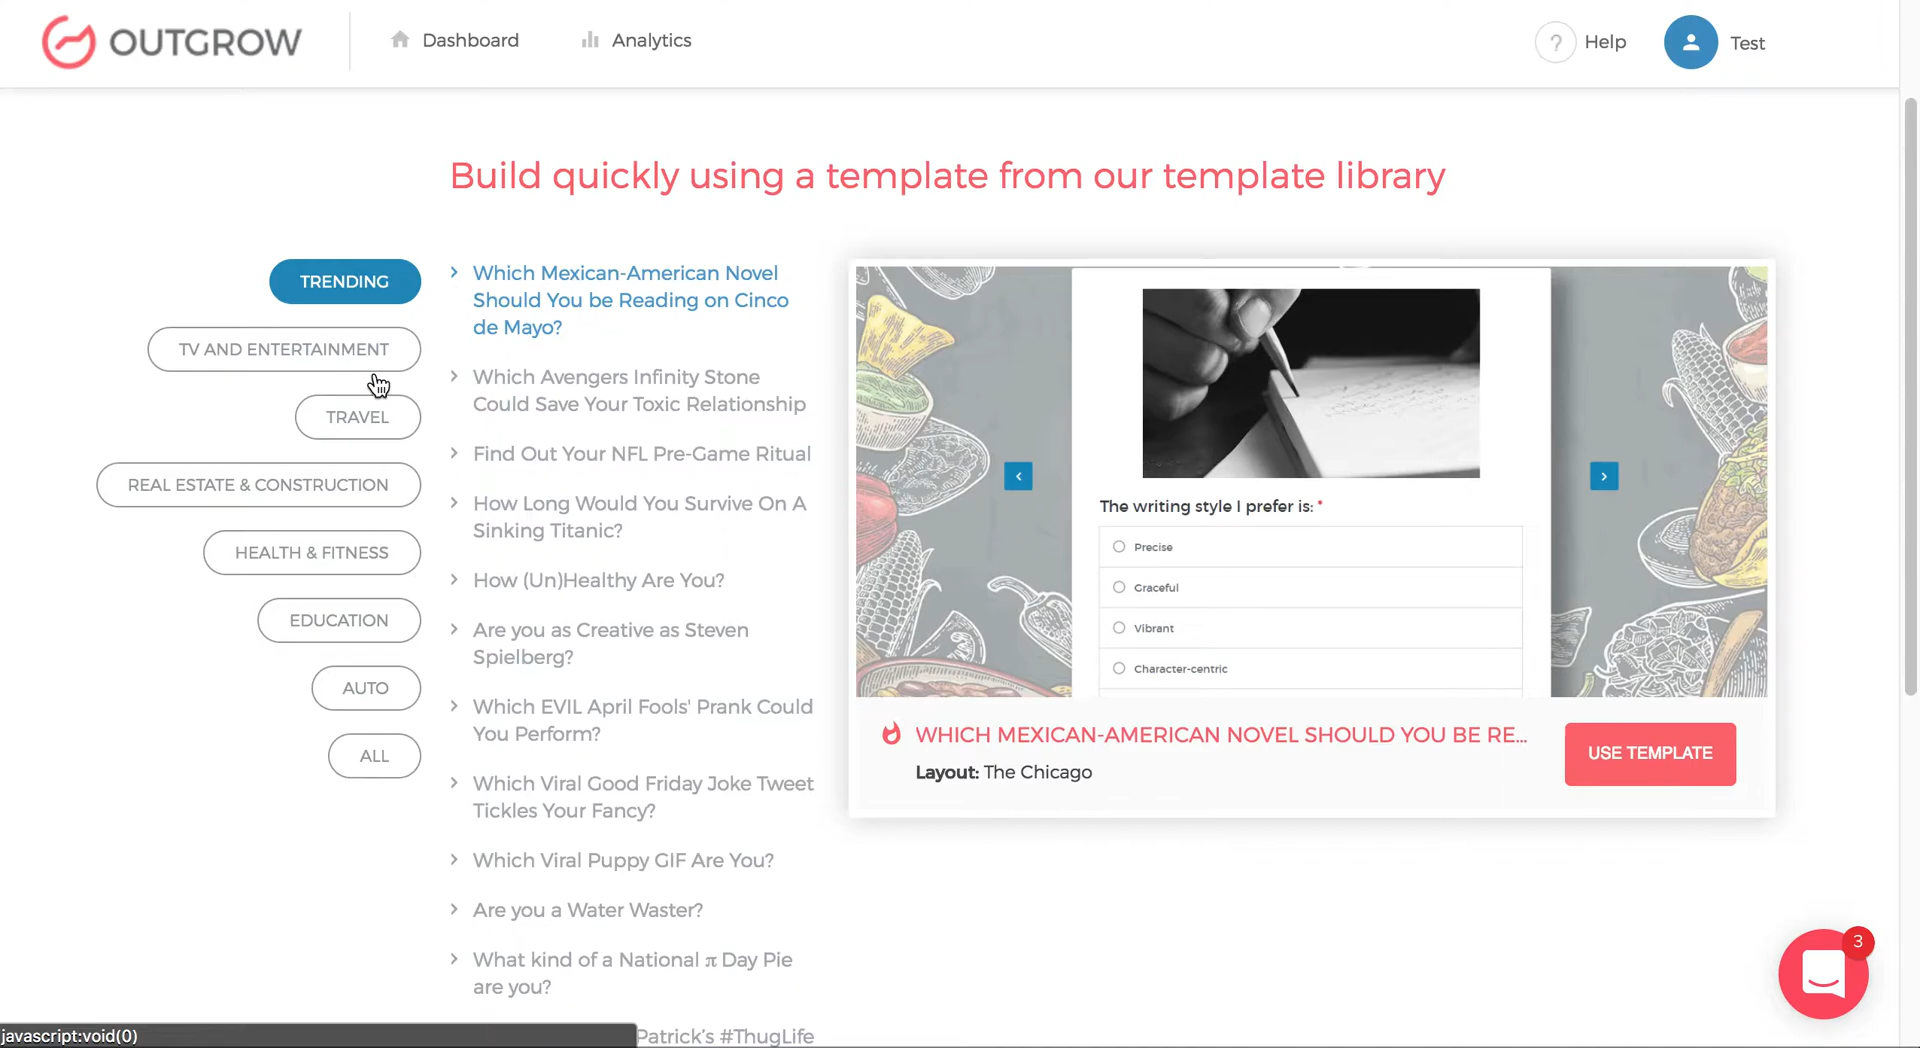 OUTGROW
Dashboard
Analytics
? Help
Test
Build quickly using a template from our template library
TRENDING
TV AND ENTERTAINMENT
TRAVEL
REAL ESTATE & CONSTRUCTION
HEALTH & FITNESS
EDUCATION
AUTO
ALL
Which Mexican-American Novel
Should You be Reading on Cinco
de Mayo?
Which Avengers Infinity Stone
Could Save Your Toxic Relationship
Find Out Your NFL Pre-Game Ritual
How Long Would You Survive On A
Sinking Titanic?
How (Un)Healthy Are You?
Are you as Creative as Steven
Spielberg?
Which EVIL April Fools' Prank Could
You Perform?
Which Viral Good Friday Joke Tweet
Tickles Your Fancy?
Which Viral Puppy GIF Are You?
Are you a Water Waster?
What kind of a National π Day Pie
are you?
Patrick's #ThugLife
The writing style I prefer is: *
Precise
Graceful
Vibrant
Character-centric
WHICH MEXICAN-AMERICAN NOVEL SHOULD YOU BE RE...
Layout: The Chicago
USE TEMPLATE
3
javascript:void(0)